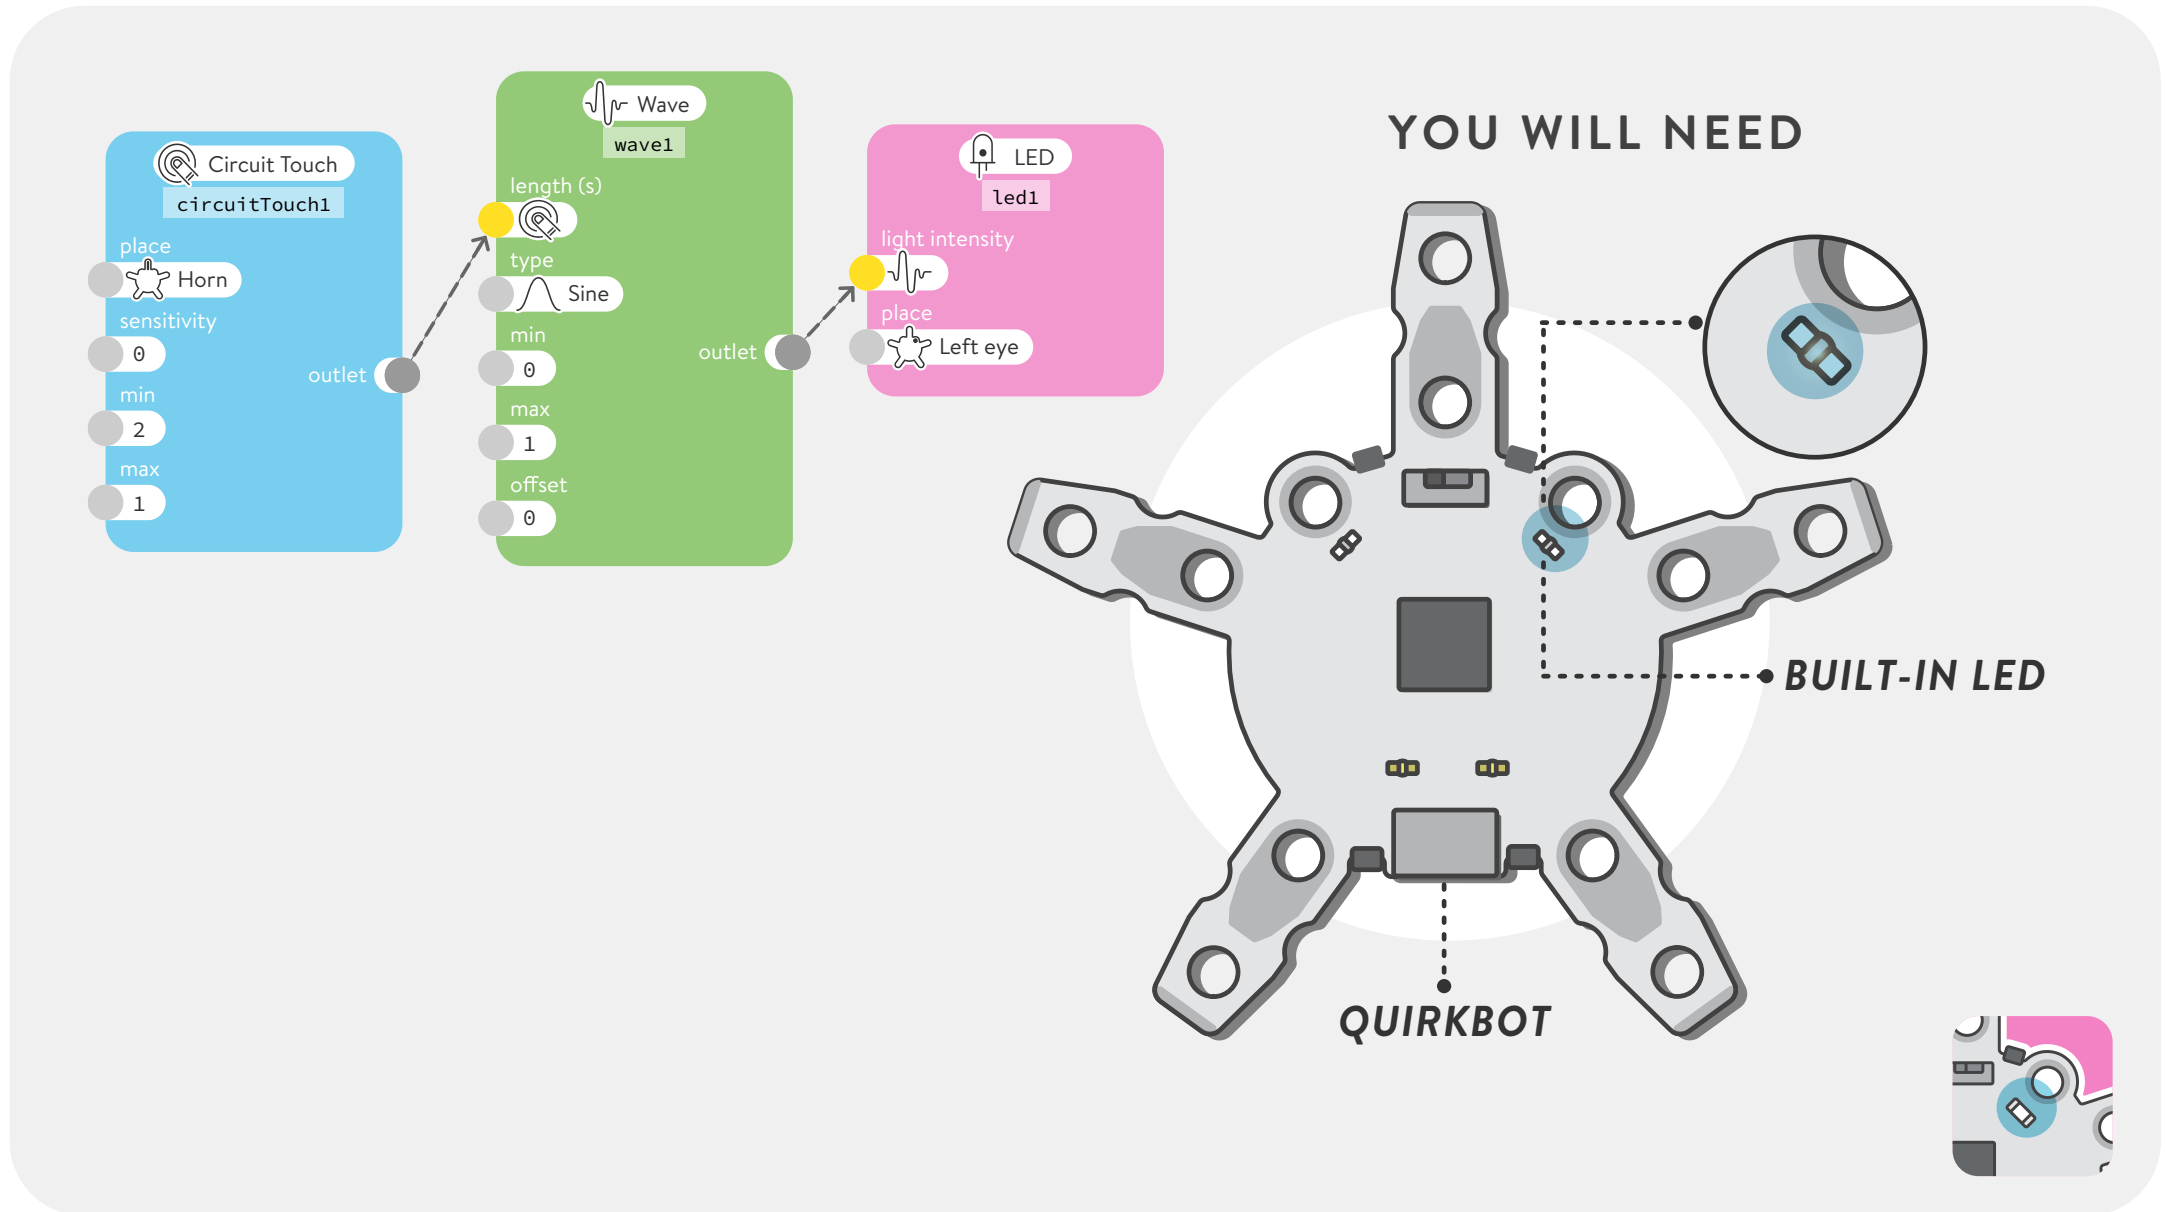 Circuit Touch
circuitTouch1
place
Horn
sensitivity
0
min
2
max
1
outlet
Wave
wave1
length (s)
type
Sine
min
0
max
1
offset
0
outlet
LED
led1
light intensity
place
Left eye
YOU WILL NEED
BUILT-IN LED
QUIRKBOT